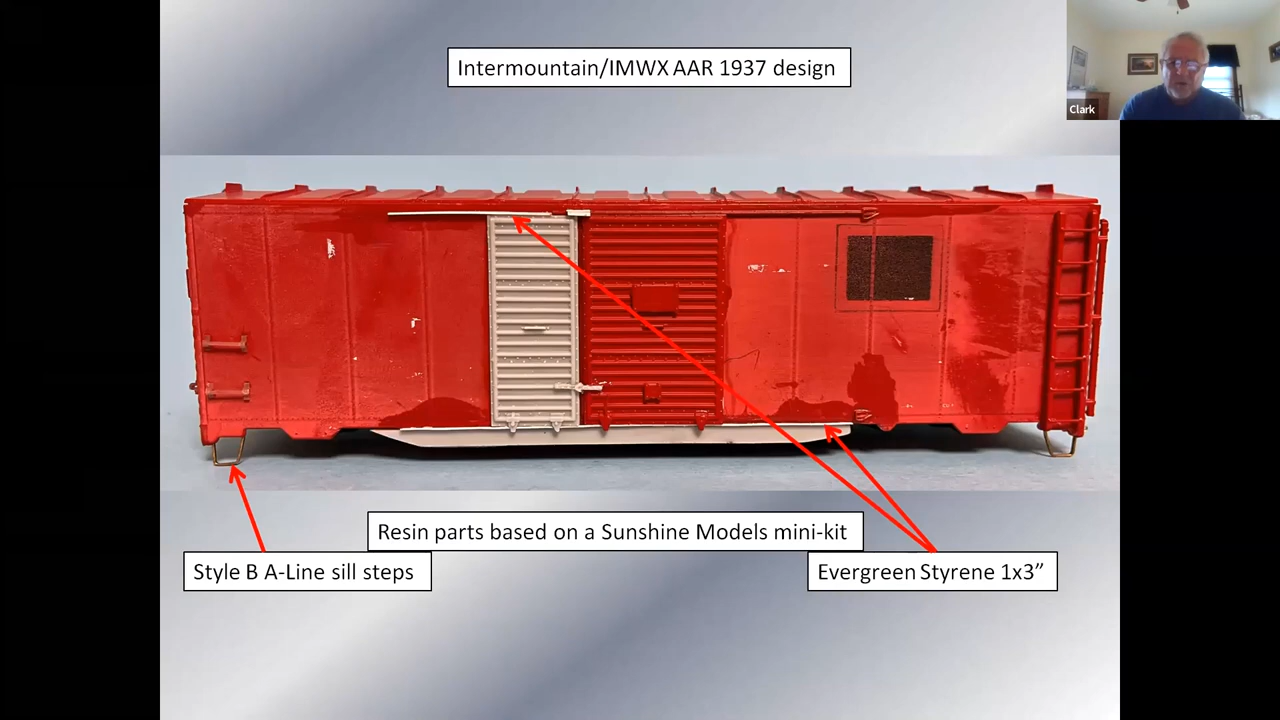 Intermountain/IMWX AAR 1937 design
Clark
Resin parts based on a Sunshine Models mini-kit
Style B A-Line sill steps
Evergreen Styrene 1x3”